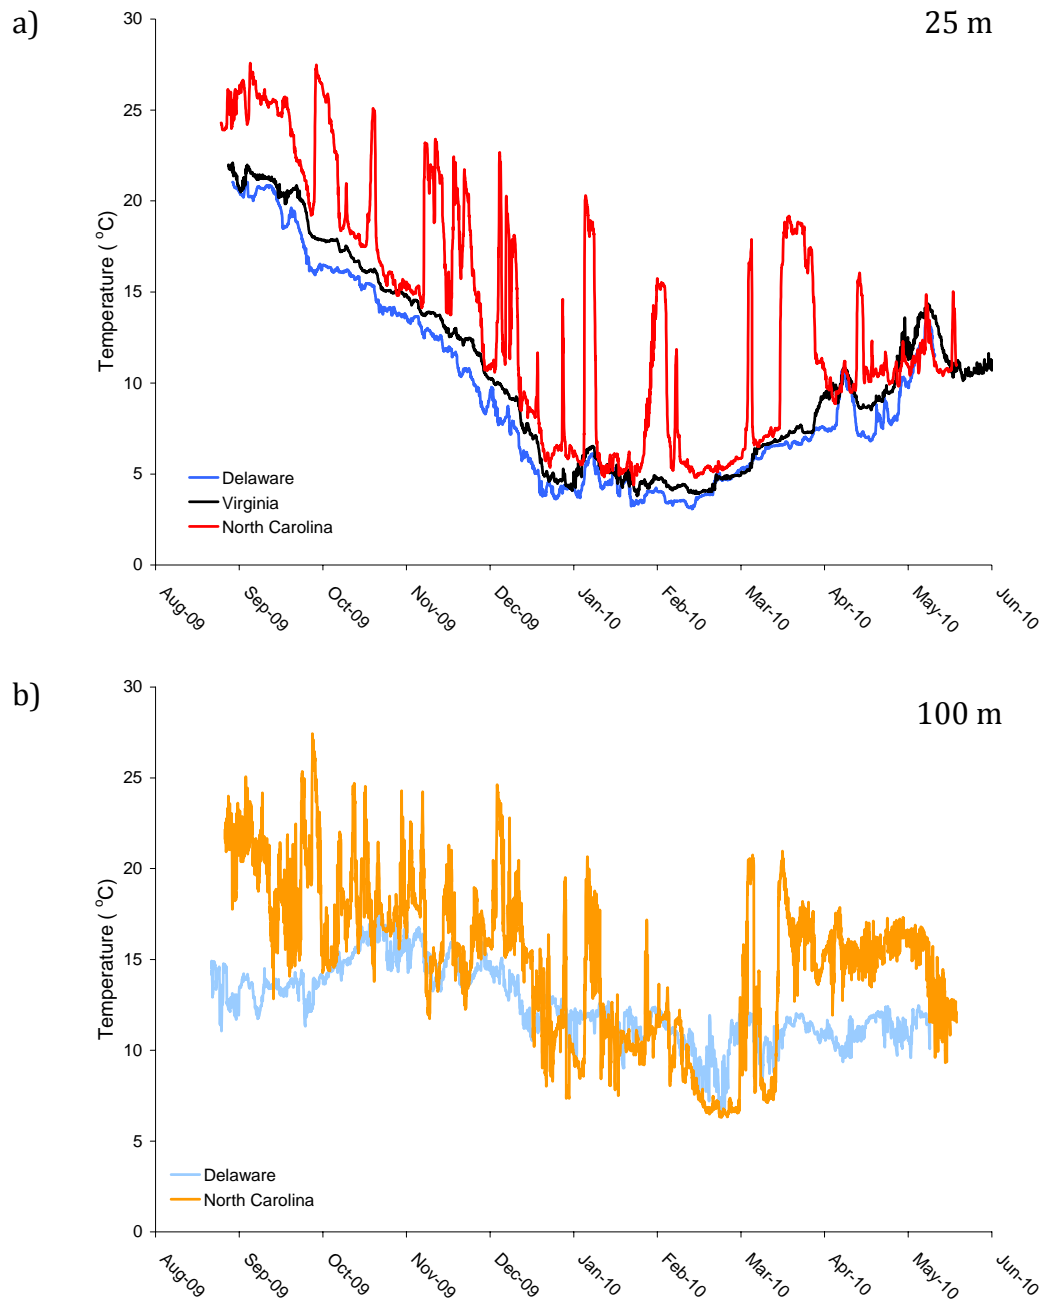 a)
25 m
30
25
20
15
10
5
0
Temperature ( °C)
Delaware
Virginia
North Carolina
Aug-09
Sep-09
Oct-09
Nov-09
Dec-09
Jan-10
Feb-10
Mar-10
Apr-10
May-10
Jun-10
b)
100 m
30
25
20
15
10
5
0
Temperature ( °C)
Delaware
North Carolina
Aug-09
Sep-09
Oct-09
Nov-09
Dec-09
Jan-10
Feb-10
Mar-10
Apr-10
May-10
Jun-10